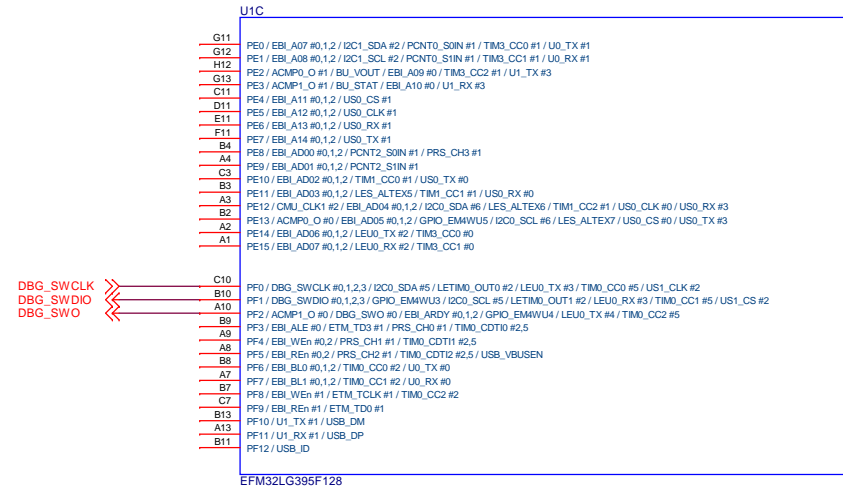 U1C
G11 PE0 / EBI_A07 #0,1,2 / I2C1_SDA #2 / PCNT0_S0IN #1 / TIM3_CC0 #1 / U0_TX #1
G12 PE1 / EBI_A08 #0,1,2 / I2C1_SCL #2 / PCNT0_S1IN #1 / TIM3_CC1 #1 / U0_RX #1
H12 PE2 / ACMP0_O #1 / BU_VOUT / EBI_A09 #0 / TIM3_CC2 #1 / U1_TX #3
G13 PE3 / ACMP1_O #1 / BU_STAT / EBI_A10 #0 / U1_RX #3
C11 PE4 / EBI_A11 #0,1,2 / US0_CS #1
D11 PE5 / EBI_A12 #0,1,2 / US0_CLK #1
E11 PE6 / EBI_A13 #0,1,2 / US0_RX #1
F11 PE7 / EBI_A14 #0,1,2 / US0_TX #1
B4 PE8 / EBI_AD00 #0,1,2 / PCNT2_S0IN #1 / PRS_CH3 #1
A4 PE9 / EBI_AD01 #0,1,2 / PCNT2_S1IN #1
C3 PE10 / EBI_AD02 #0,1,2 / TIM1_CC0 #1 / US0_TX #0
B3 PE11 / EBI_AD03 #0,1,2 / LES_ALTEX5 / TIM1_CC1 #1 / US0_RX #0
A3 PE12 / CMU_CLK1 #2 / EBI_AD04 #0,1,2 / I2C0_SDA #6 / LES_ALTEX6 / TIM1_CC2 #1 / US0_CLK #0 / US0_RX #3
B2 PE13 / ACMP0_O #0 / EBI_AD05 #0,1,2 / GPIO_EM4WU5 / I2C0_SCL #6 / LES_ALTEX7 / US0_CS #0 / US0_TX #3
A2 PE14 / EBI_AD06 #0,1,2 / LEU0_TX #2 / TIM3_CC0 #0
A1 PE15 / EBI_AD07 #0,1,2 / LEU0_RX #2 / TIM3_CC1 #0
DBG_SWCLK C10 PF0 / DBG_SWCLK #0,1,2,3 / I2C0_SDA #5 / LETIM0_OUT0 #2 / LEU0_TX #3 / TIM0_CC0 #5 / US1_CLK #2
DBG_SWDIO B10 PF1 / DBG_SWDIO #0,1,2,3 / GPIO_EM4WU3 / I2C0_SCL #5 / LETIM0_OUT1 #2 / LEU0_RX #3 / TIM0_CC1 #5 / US1_CS #2
DBG_SWO A10 PF2 / ACMP1_O #0 / DBG_SWO #0 / EBI_ARDY #0,1,2 / GPIO_EM4WU4 / LEU0_TX #4 / TIM0_CC2 #5
B9 PF3 / EBI_ALE #0 / ETM_TD3 #1 / PRS_CH0 #1 / TIM0_CDTI0 #2,5
A9 PF4 / EBI_WEn #0,2 / PRS_CH1 #1 / TIM0_CDTI1 #2,5
A8 PF5 / EBI_REn #0,2 / PRS_CH2 #1 / TIM0_CDTI2 #2,5 / USB_VBUSEN
B8 PF6 / EBI_BL0 #0,1,2 / TIM0_CC0 #2 / U0_TX #0
A7 PF7 / EBI_BL1 #0,1,2 / TIM0_CC1 #2 / U0_RX #0
B7 PF8 / EBI_WEn #1 / ETM_TCLK #1 / TIM0_CC2 #2
C7 PF9 / EBI_REn #1 / ETM_TD0 #1
B13 PF10 / U1_TX #1 / USB_DM
A13 PF11 / U1_RX #1 / USB_DP
B11 PF12 / USB_ID
EFM32LG395F128